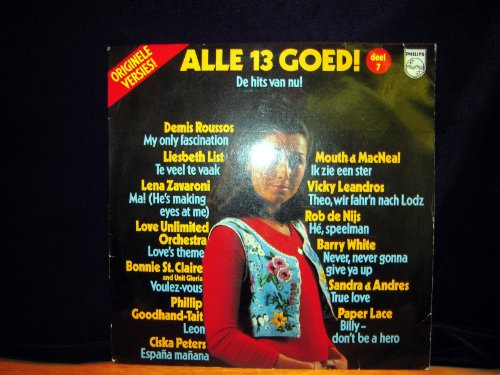 ORIGINELE
VERSIES!
ALLE 13 GOED!
deel
7
PHILIPS
De hits van nu!
Demis Roussos
My only fascination
Liesbeth List
Te veel te vaak
Lena Zavaroni
Ma! (He's making
eyes at me)
Love Unlimited
Orchestra
Love's theme
Bonnie St. Claire
and Unit Gloria
Voulez-vous
Phillip
Goodhand-Tait
Leon
Ciska Peters
España mañana
Mouth & MacNeal
Ik zie een ster
Vicky Leandros
Theo, wir fahr'n nach Lodz
Rob de Nijs
Hé, speelman
Barry White
Never, never gonna
give ya up
Sandra & Andres
True love
Paper Lace
Billy-
don't be a hero